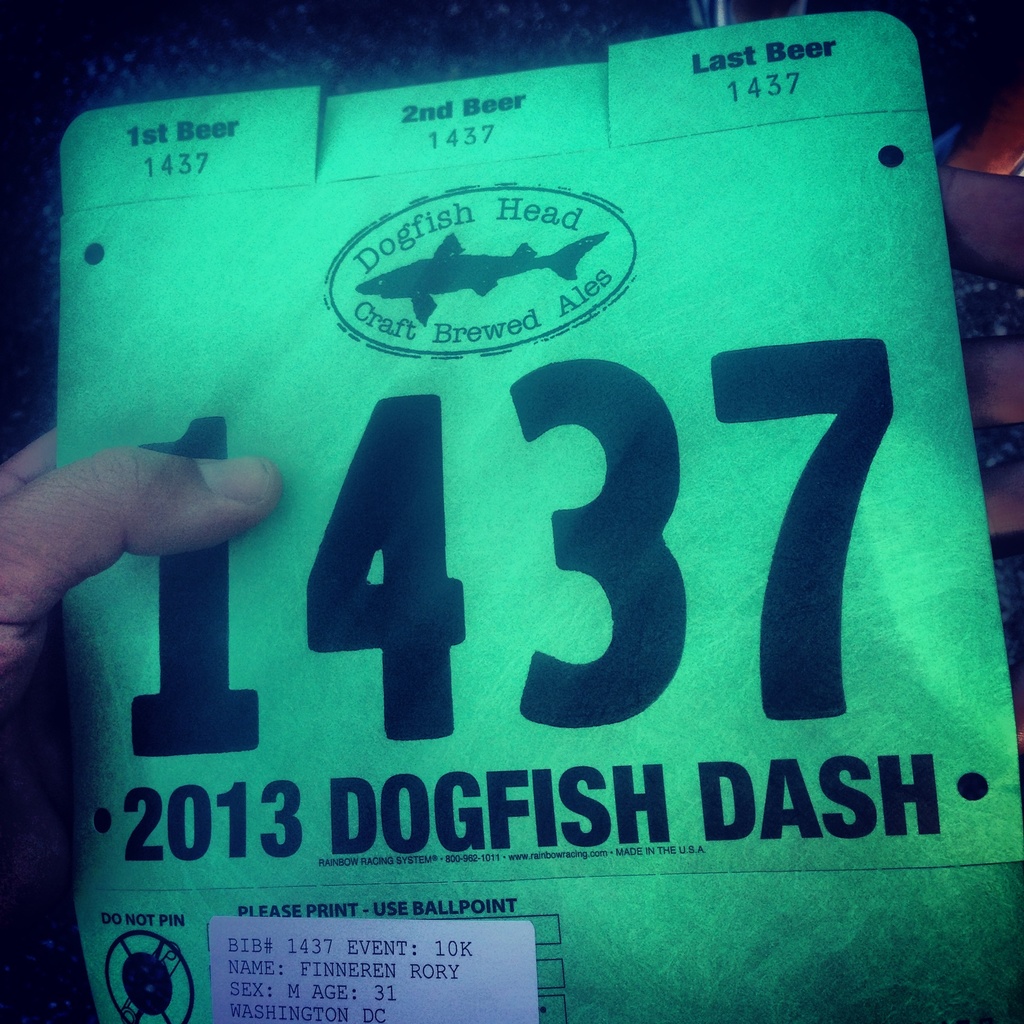 1st Beer
1437
2nd Beer
1437
Last Beer
1437
Dogfish Head
Craft Brewed Ales
1437
2013 DOGFISH DASH
RAINBOW RACING SYSTEM® • 800-962-1011 • www.rainbowracing.com • MADE IN THE U.S.A.
DO NOT PIN
PLEASE PRINT - USE BALLPOINT
BIB# 1437 EVENT: 10K
NAME: FINNEREN RORY
SEX: M AGE: 31
WASHINGTON DC